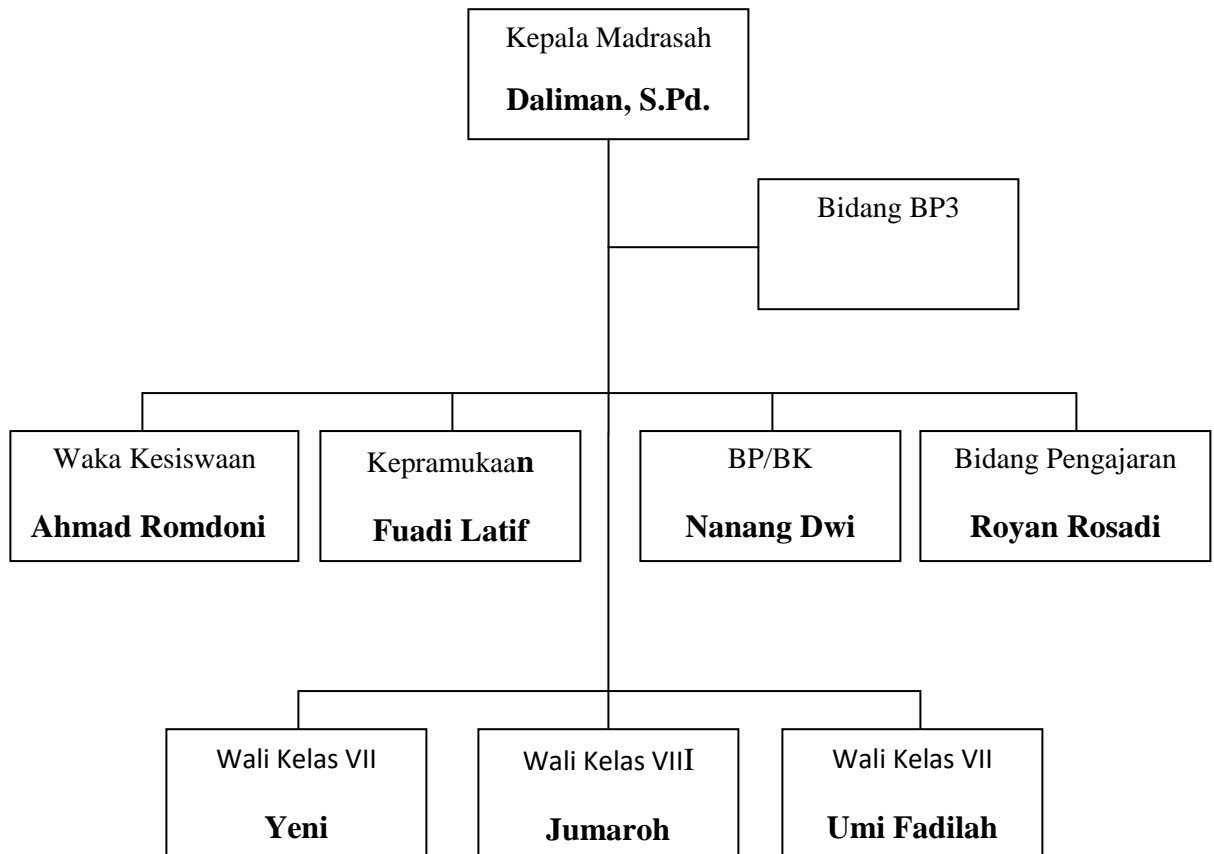 Kepala Madrasah
Daliman, S.Pd.
Bidang BP3
Waka Kesiswaan
Ahmad Romdoni
Kepramukaan
Fuadi Latif
BP/BK
Nanang Dwi
Bidang Pengajaran
Royan Rosadi
Wali Kelas VII
Yeni
Wali Kelas VIII
Jumaroh
Wali Kelas VII
Umi Fadilah